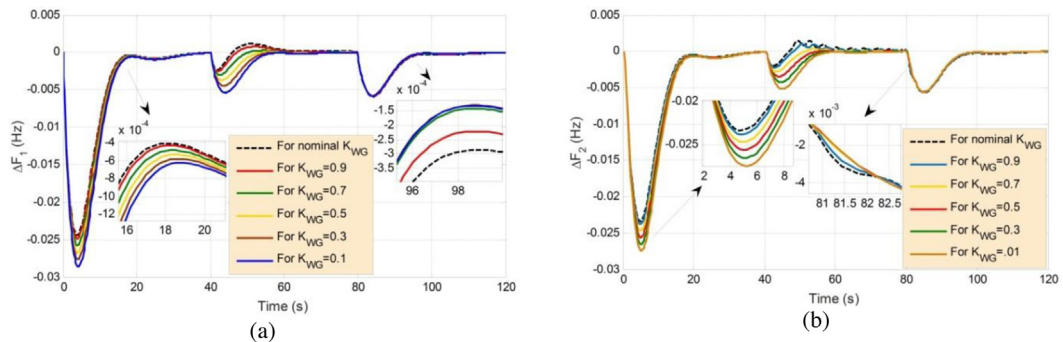 0.005
0
-0.005
-0.01
-0.015
-0.02
-0.025
-0.03
ΔF1 (Hz)
x 10-4
-4
-6
-8
-10
-12
16 18 20
For nominal KWG
For KWG=0.9
For KWG=0.7
For KWG=0.5
For KWG=0.3
For KWG=0.1
x 10-4
-1.5
-2.5
-3.5
96 98
0 20 40 60 80 100 120
Time (s)
(a)
0.005
0
-0.005
-0.01
-0.015
-0.02
-0.025
-0.03
ΔF2 (Hz)
-0.02
-0.025
2 4 6 8
x 10-3
-2
-4
81 81.5 82 82.5
For nominal KWG
For KWG=0.9
For KWG=0.7
For KWG=0.5
For KWG=0.3
For KWG=.01
0 20 40 60 80 100 120
Time (s)
(b)